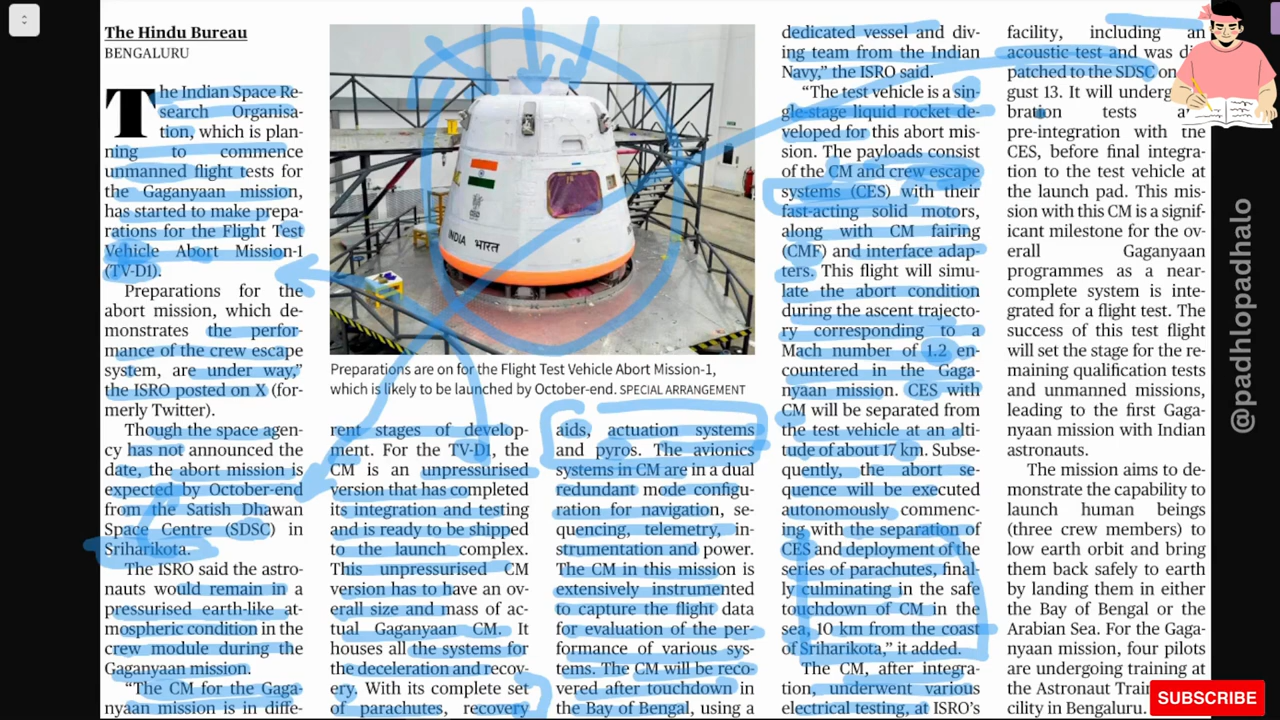 The Hindu Bureau
BENGALURU
The Indian Space Re-
search Organisa-
tion, which is plan-
ning to commence
unmanned flight tests for
the Gaganyaan mission,
has started to make prepa-
rations for the Flight Test
Vehicle Abort Mission-1
(TV-D1).
Preparations for the
abort mission, which de-
monstrates the perfor-
mance of the crew escape
system, are under way,”
the ISRO posted on X (for-
merly Twitter).
Though the space agen-
cy has not announced the
date, the abort mission is
expected by October-end
from the Satish Dhawan
Space Centre (SDSC) in
Sriharikota.
The ISRO said the astro-
nauts would remain in a
pressurised earth-like at-
mospheric condition in the
crew module during the
Gaganyaan mission.
“The CM for the Gaga-
nyaan mission is in diffe-
INDIA भारत
Preparations are on for the Flight Test Vehicle Abort Mission-1,
which is likely to be launched by October-end. SPECIAL ARRANGEMENT
rent stages of develop-
ment. For the TV-D1, the
CM is an unpressurised
version that has completed
its integration and testing
and is ready to be shipped
to the launch complex.
This unpressurised CM
version has to have an ov-
erall size and mass of ac-
tual Gaganyaan CM. It
houses all the systems for
the deceleration and recov-
ery. With its complete set
of parachutes, recovery
aids, actuation systems
and pyros. The avionics
systems in CM are in a dual
redundant mode configu-
ration for navigation, se-
quencing, telemetry, in-
strumentation and power.
The CM in this mission is
extensively instrumented
to capture the flight data
for evaluation of the per-
formance of various sys-
tems. The CM will be reco-
vered after touchdown in
the Bay of Bengal, using a
dedicated vessel and div-
ing team from the Indian
Navy,” the ISRO said.
“The test vehicle is a sin-
gle-stage liquid rocket de-
veloped for this abort mis-
sion. The payloads consist
of the CM and crew escape
systems (CES) with their
fast-acting solid motors,
along with CM fairing
(CMF) and interface adap-
ters. This flight will simu-
late the abort condition
during the ascent trajecto-
ry corresponding to a
Mach number of 1.2 en-
countered in the Gaga-
nyaan mission. CES with
CM will be separated from
the test vehicle at an alti-
tude of about 17 km. Subse-
quently, the abort se-
quence will be executed
autonomously commenc-
ing with the separation of
CES and deployment of the
series of parachutes, final-
ly culminating in the safe
touchdown of CM in the
sea, 10 km from the coast
of Sriharikota,” it added.
The CM, after integra-
tion, underwent various
electrical testing, at ISRO’s
facility, including an
acoustic test and was
patched to the SDSC on
gust 13. It will
bration tests
pre-integration with the
CES, before final integra-
tion to the test vehicle at
the launch pad. This mis-
sion with this CM is a signif-
icant milestone for the ov-
erall Gaganyaan
programmes as a near-
complete system is inte-
grated for a flight test. The
success of this test flight
will set the stage for the re-
maining qualification tests
and unmanned missions,
leading to the first Gaga-
nyaan mission with Indian
astronauts.
The mission aims to de-
monstrate the capability to
launch human beings
(three crew members) to
low earth orbit and bring
them back safely to earth
by landing them in either
the Bay of Bengal or the
Arabian Sea. For the Gaga-
nyaan mission, four pilots
are undergoing training at
the Astronaut
cility in Bengaluru.
@padhlopadhalo
SUBSCRIBE